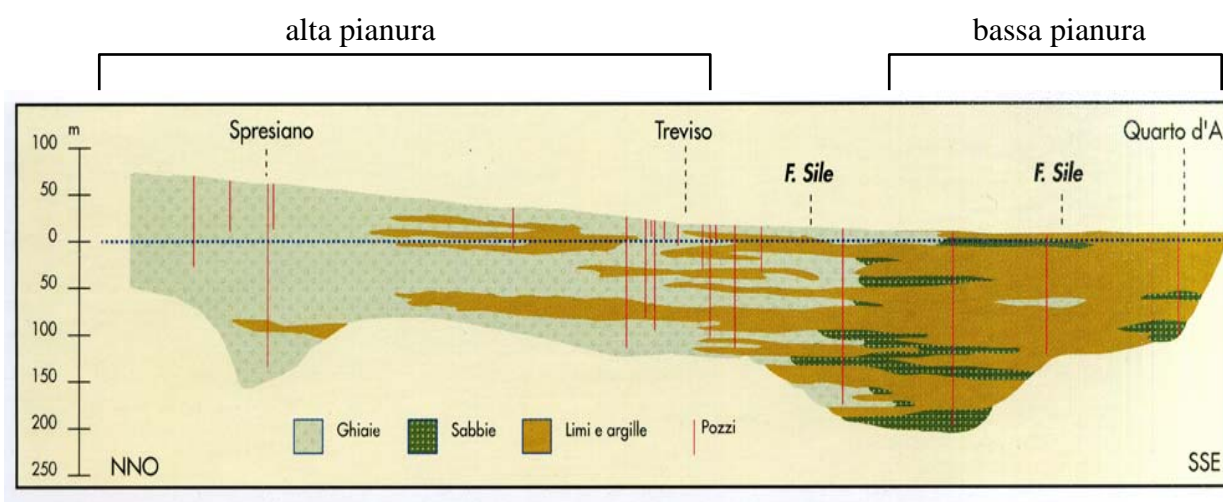 alta pianura
bassa pianura
m
Spresiano
Treviso
Quarto d'A
F. Sile
F. Sile
100
50
0
50
100
150
200
250
Ghiaie
Sabbie
Limi e argille
Pozzi
NNO
SSE